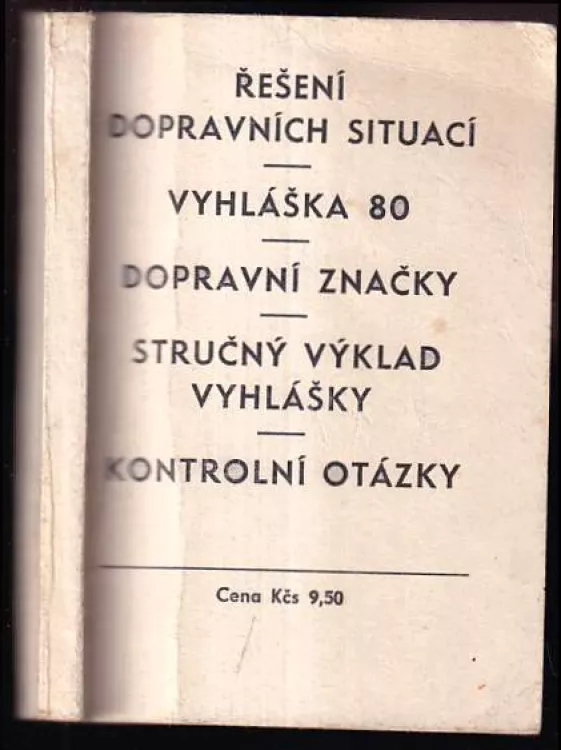 ŘEŠENÍ
DOPRAVNÍCH SITUACÍ
VYHLÁŠKA 80
DOPRAVNÍ ZNAČKY
STRUČNÝ VÝKLAD
VYHLÁŠKY
KONTROLNÍ OTÁZKY
Cena Kčs 9,50